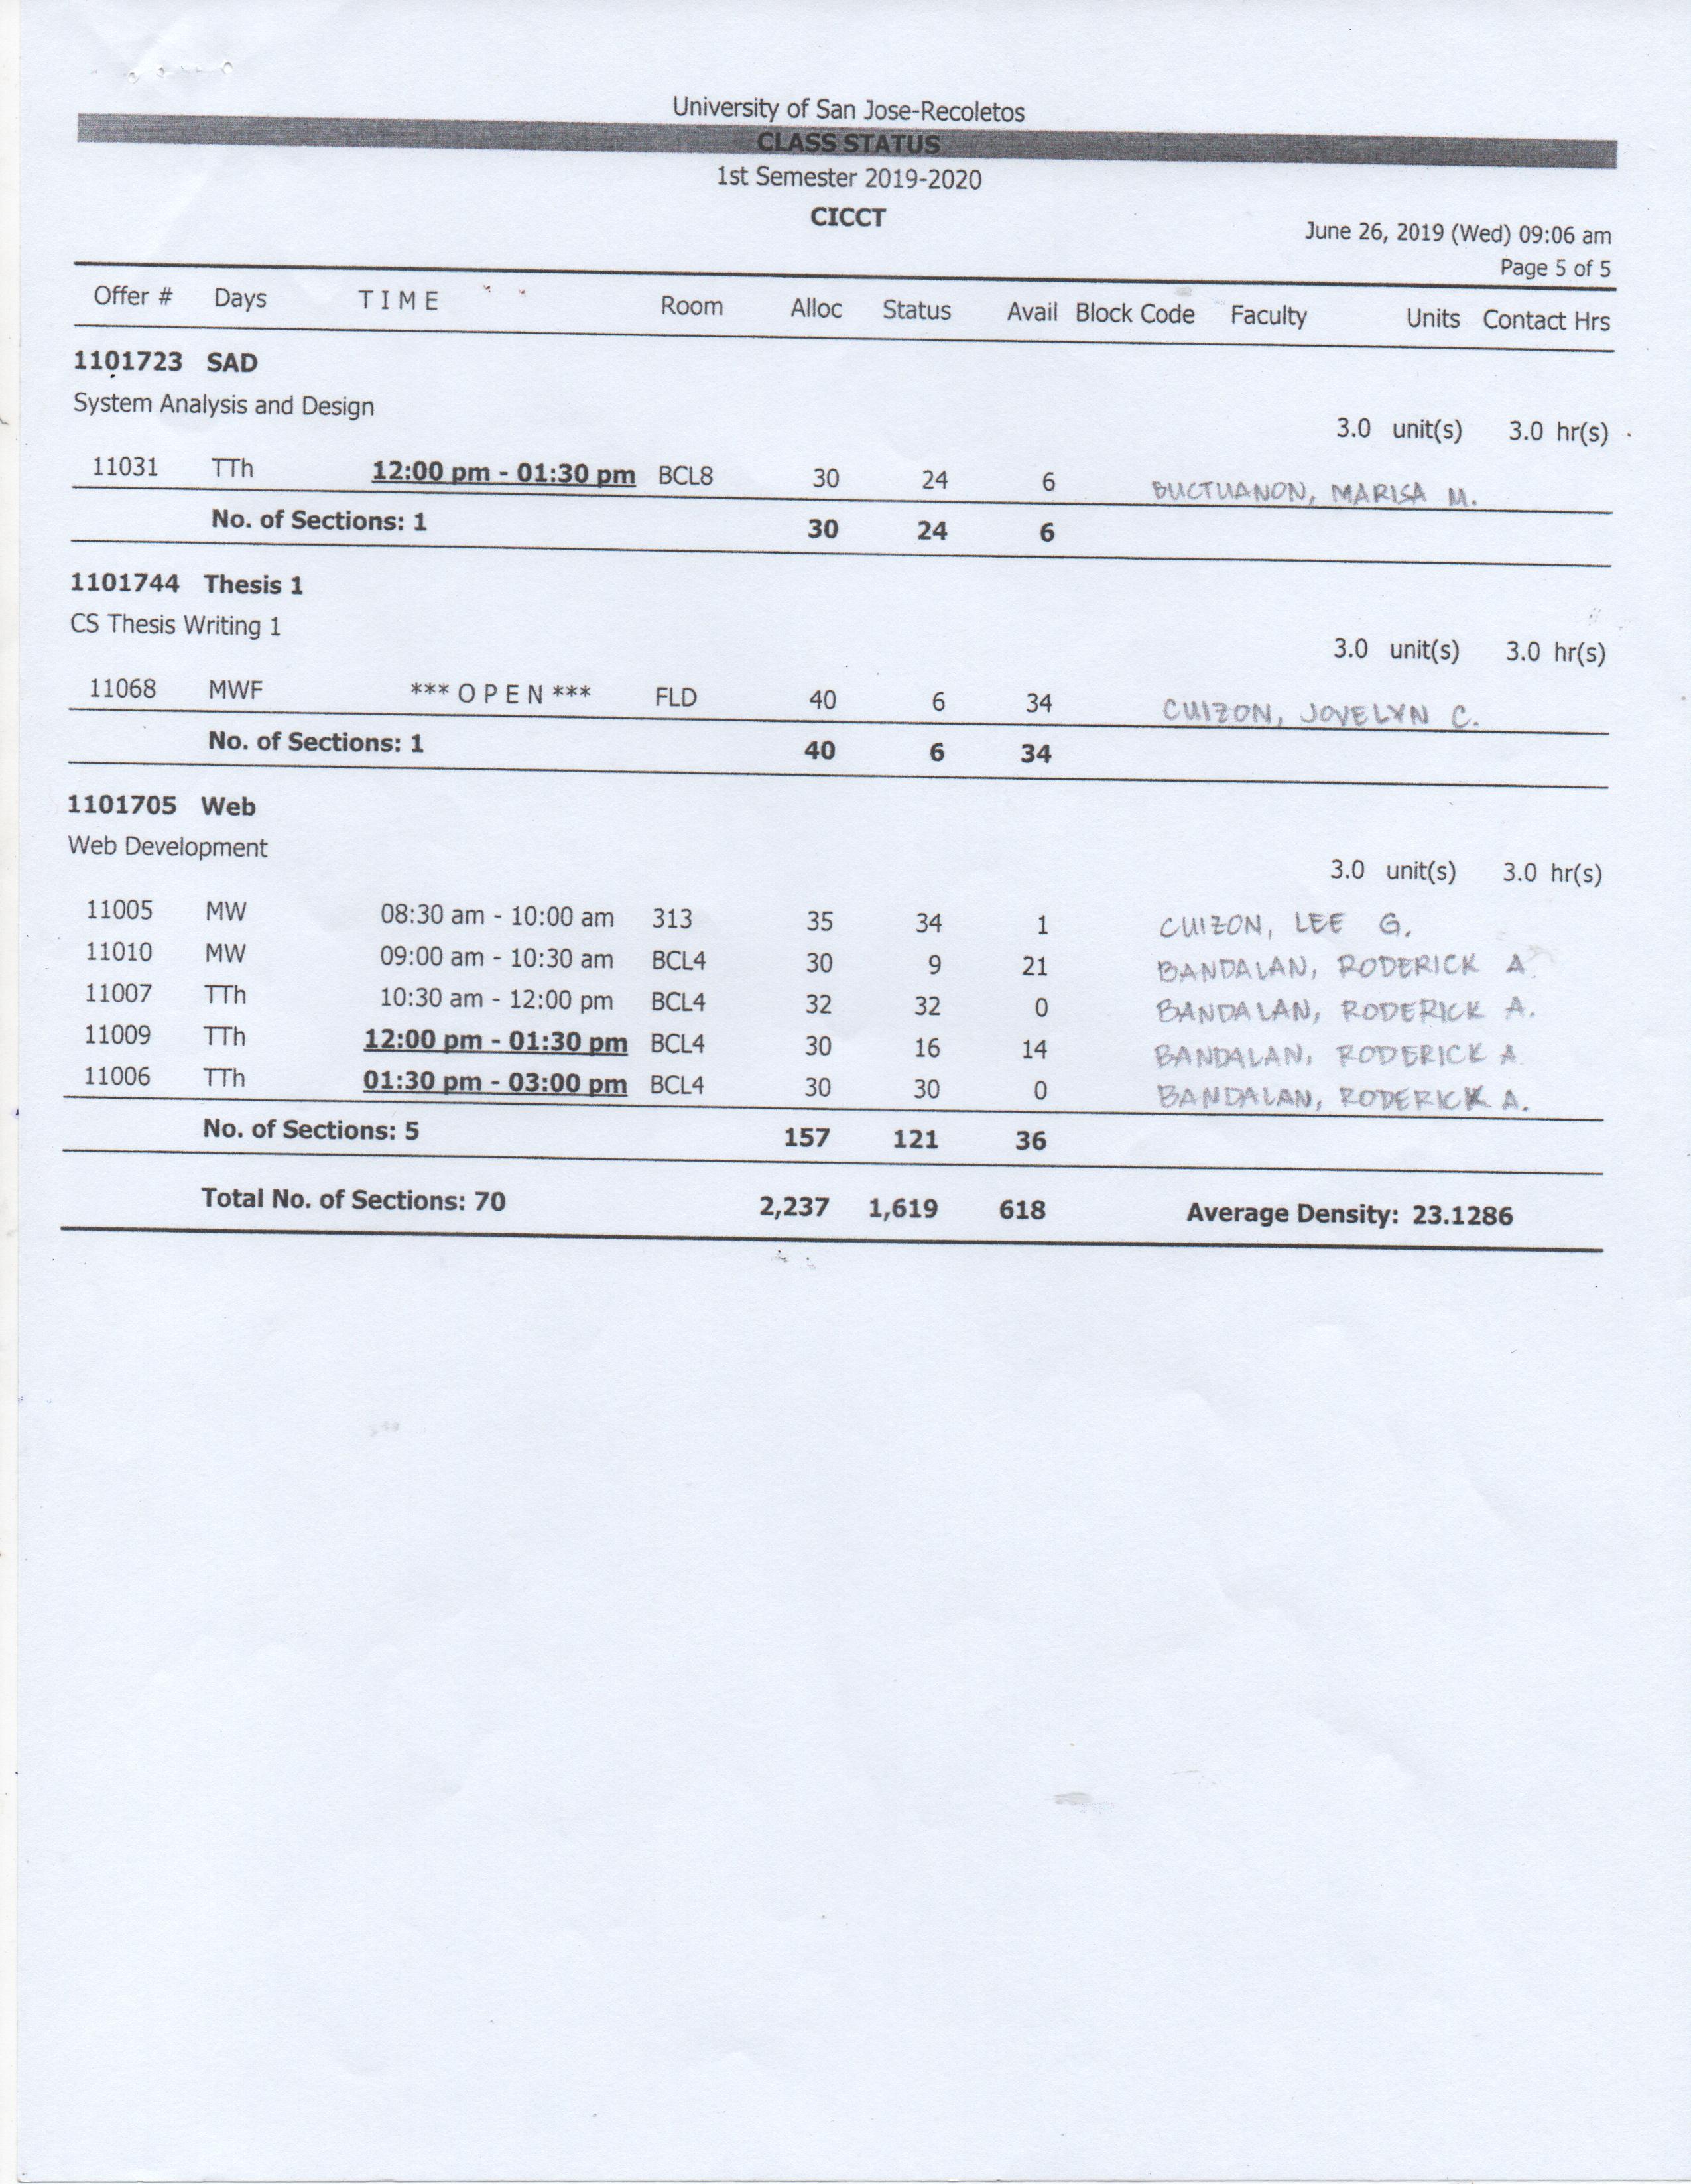 University of San Jose-Recoletos
CLASS STATUS
1st Semester 2019-2020
CICCT
June 26, 2019 (Wed) 09:06 am
Page 5 of 5
Offer # Days T I M E Room Alloc Status Avail Block Code Faculty Units Contact Hrs
1101723 SAD
System Analysis and Design
3.0 unit(s) 3.0 hr(s)
11031 TTh 12:00 pm - 01:30 pm BCL8 30 24 6 BUCTUANON, MARISA M.
No. of Sections: 1 30 24 6
1101744 Thesis 1
CS Thesis Writing 1
3.0 unit(s) 3.0 hr(s)
11068 MWF *** O P E N *** FLD 40 6 34 CUIZON, JOVELYN C.
No. of Sections: 1 40 6 34
1101705 Web
Web Development
3.0 unit(s) 3.0 hr(s)
11005 MW 08:30 am - 10:00 am 313 35 34 1 CUIZON, LEE G.
11010 MW 09:00 am - 10:30 am BCL4 30 9 21 BANDALAN, RODERICK A.
11007 TTh 10:30 am - 12:00 pm BCL4 32 32 0 BANDALAN, RODERICK A.
11009 TTh 12:00 pm - 01:30 pm BCL4 30 16 14 BANDALAN, RODERICK A.
11006 TTh 01:30 pm - 03:00 pm BCL4 30 30 0 BANDALAN, RODERICK A.
No. of Sections: 5 157 121 36
Total No. of Sections: 70 2,237 1,619 618 Average Density: 23.1286